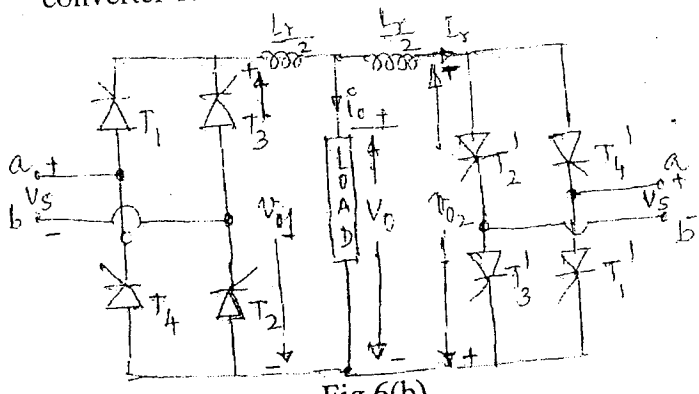 converter
Lr/2 Lr/2 Ir
T1 T3 ic + T2' T4'
a + LOAD a
Vs V01 V0 V02 + Vs
b - b
T4 T2 T3' T1'
- - +
Fig 6(b)